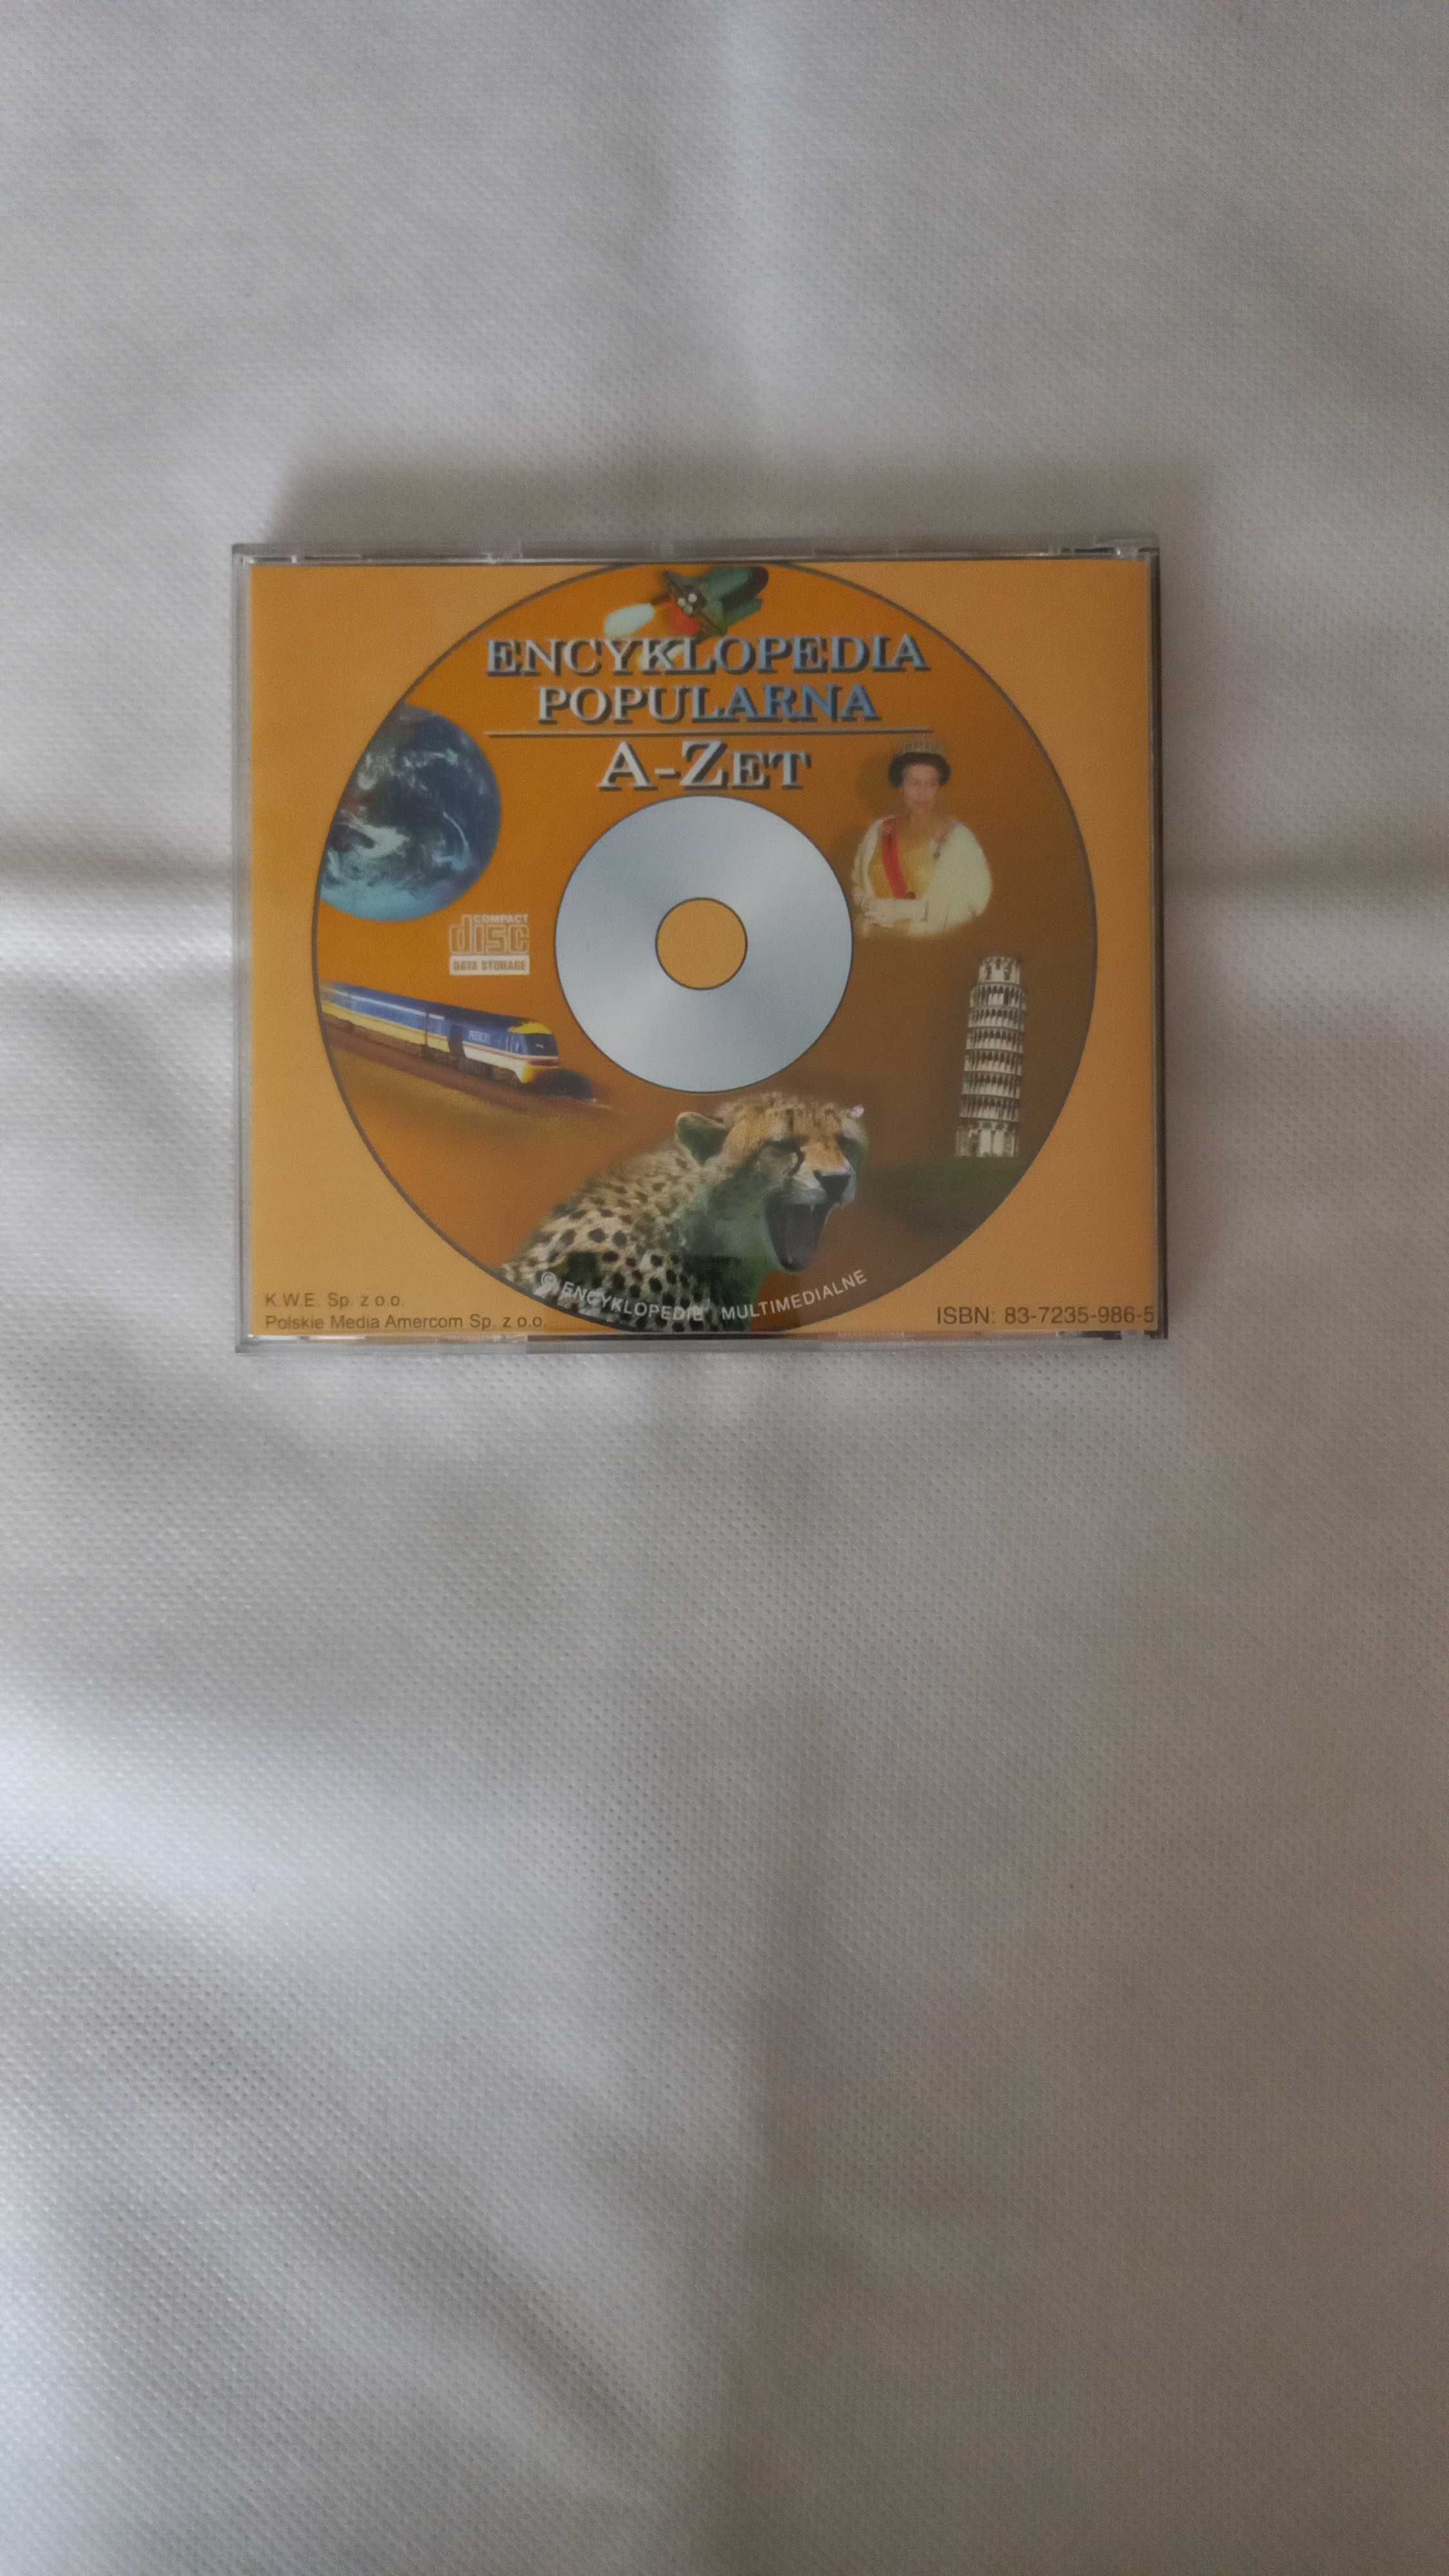 ENCYKLOPEDIA
POPULARNA
A-ZET
COMPACT
disc
DATA STORAGE
© ENCYKLOPEDIE MULTIMEDIALNE
K.W.E. Sp. z o.o.
Polskie Media Amercom Sp. z o.o.
ISBN: 83-7235-986-5